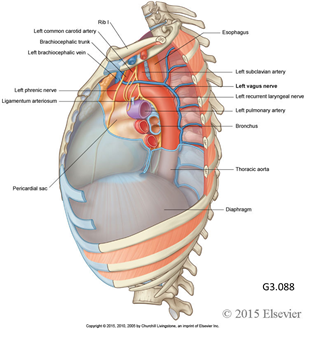 Rib I
Esophagus
Left common carotid artery
Brachiocephalic trunk
Left brachiocephalic vein
Left subclavian artery
Left vagus nerve
Left phrenic nerve
Left recurrent laryngeal nerve
Ligamentum arteriosum
Left pulmonary artery
Bronchus
Thoracic aorta
Pericardial sac
Diaphragm
G3.088
© 2015 Elsevier
Copyright © 2015, 2010, 2005 by Churchill Livingstone, an imprint of Elsevier Inc.